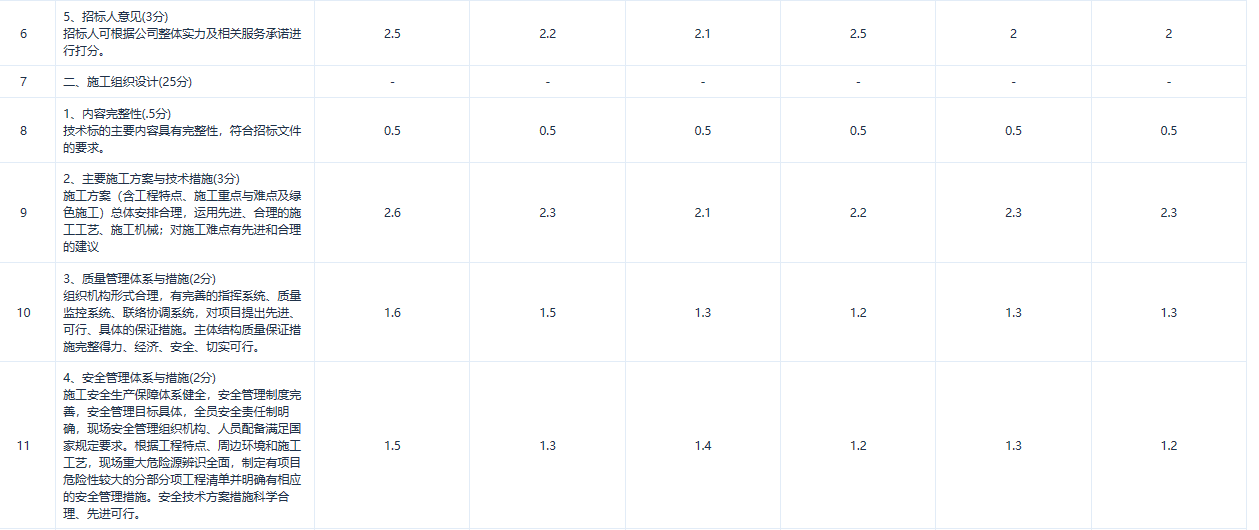 5、招标人意见(3分)
6 招标人可根据公司整体实力及相关服务承诺进 2.5 2.2 2.1 2.5 2 2
行打分。
7 二、施工组织设计(25分) - - - - - -
1、内容完整性(.5分)
8 技术标的主要内容具有完整性，符合招标文件 0.5 0.5 0.5 0.5 0.5 0.5
的要求。
2、主要施工方案与技术措施(3分)
施工方案（含工程特点、施工重点与难点及绿
9 色施工）总体安排合理，运用先进、合理的施 2.6 2.3 2.1 2.2 2.3 2.3
工工艺、施工机械；对施工难点有先进和合理
的建议
3、质量管理体系与措施(2分)
组织机构形式合理，有完善的指挥系统、质量
10 监控系统、联络协调系统，对项目提出先进、 1.6 1.5 1.3 1.2 1.3 1.3
可行、具体的保证措施。主体结构质量保证措
施完整得力、经济、安全、切实可行。
4、安全管理体系与措施(2分)
施工安全生产保障体系健全，安全管理制度完
善，安全管理目标具体，全员安全责任制明
确，现场安全管理组织机构、人员配备满足国
11 家规定要求。根据工程特点、周边环境和施工 1.5 1.3 1.4 1.2 1.3 1.2
工艺，现场重大危险源辨识全面，制定有项目
危险性较大的分部分项工程清单并明确有相应
的安全管理措施。安全技术方案措施科学合
理、先进可行。